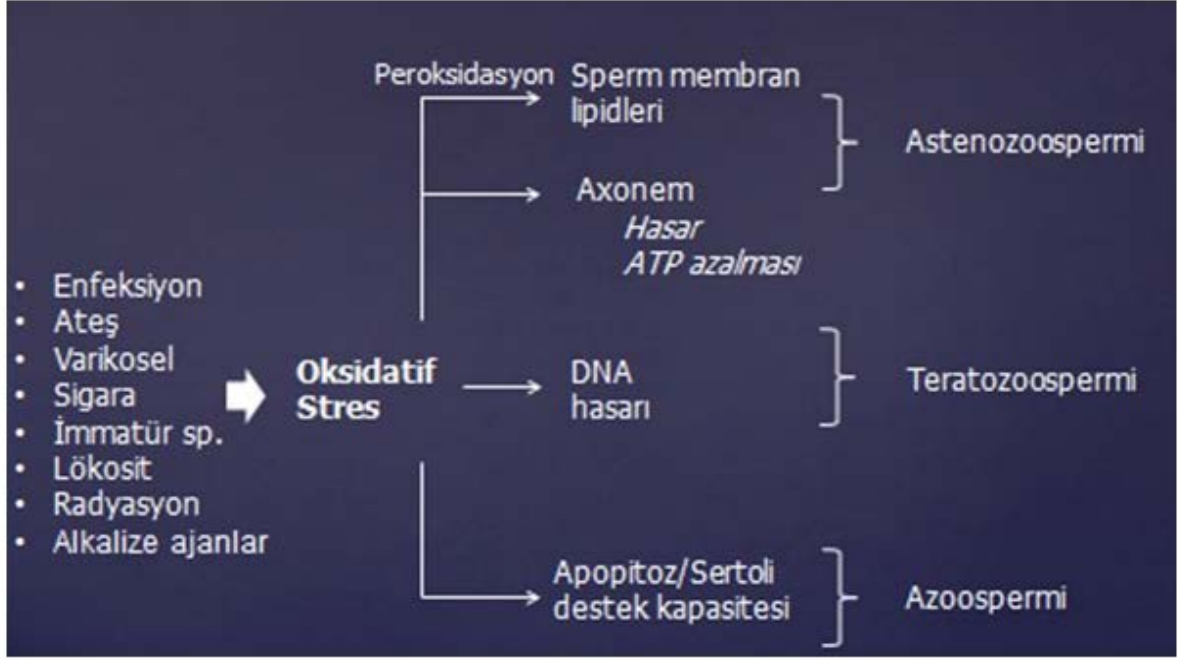 Peroksidasyon
Sperm membran
lipidleri
Astenozoospermi
Axonem
Hasar
ATP azalması
• Enfeksiyon
• Ateş
• Varikosel
• Sigara
• İmmatür sp.
• Lökosit
• Radyasyon
• Alkalize ajanlar
Oksidatif
Stres
DNA
hasarı
Teratozoospermi
Apopitoz/Sertoli
destek kapasitesi
Azoospermi